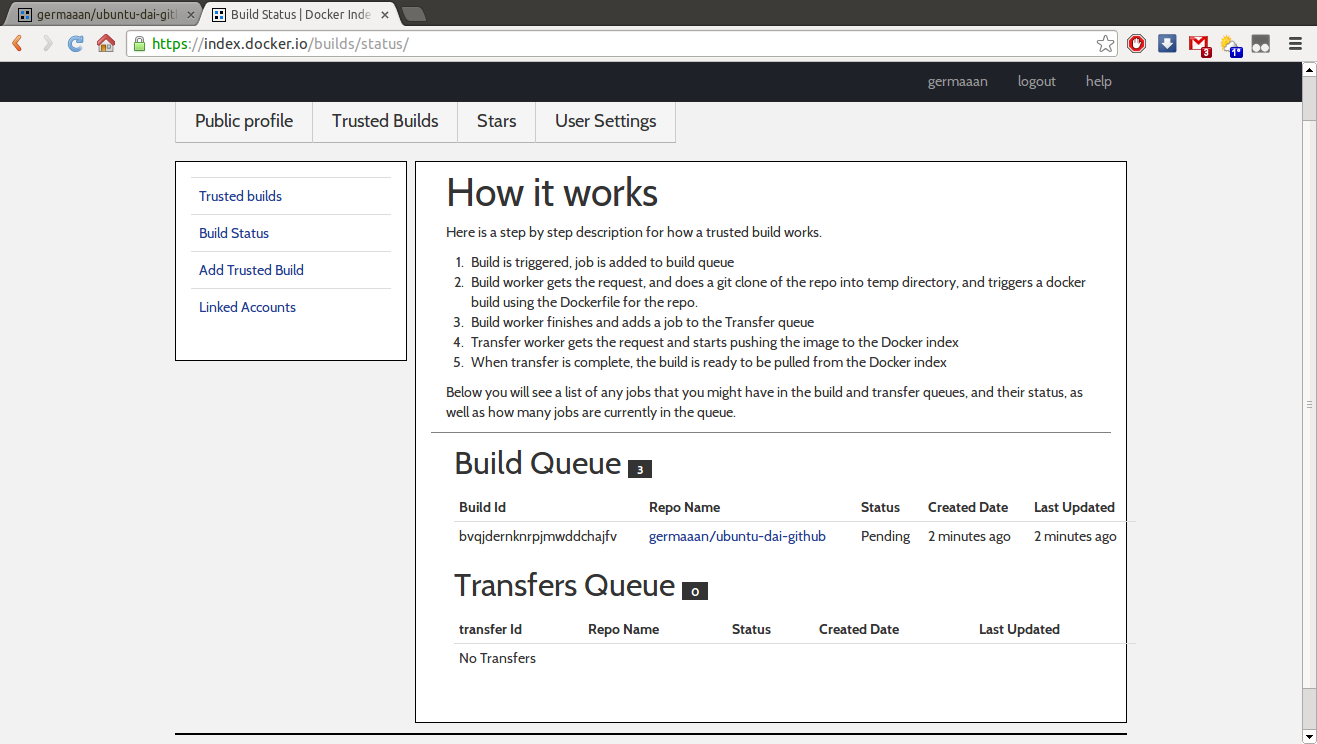 germaaan/ubuntu-dai-gitl
Build Status | Docker Inde
https://index.docker.io/builds/status/
3
1°
germaaan logout help
Public profile Trusted Builds Stars User Settings
Trusted builds
Build Status
Add Trusted Build
Linked Accounts
How it works
Here is a step by step description for how a trusted build works.
1. Build is triggered, job is added to build queue
2. Build worker gets the request, and does a git clone of the repo into temp directory, and triggers a docker
build using the Dockerfile for the repo.
3. Build worker finishes and adds a job to the Transfer queue
4. Transfer worker gets the request and starts pushing the image to the Docker index
5. When transfer is complete, the build is ready to be pulled from the Docker index
Below you will see a list of any jobs that you might have in the build and transfer queues, and their status, as
well as how many jobs are currently in the queue.
Build Queue 3
Build Id Repo Name Status Created Date Last Updated
bvqjdernknrpjmwddchajfv germaaan/ubuntu-dai-github Pending 2 minutes ago 2 minutes ago
Transfers Queue 0
transfer Id Repo Name Status Created Date Last Updated
No Transfers